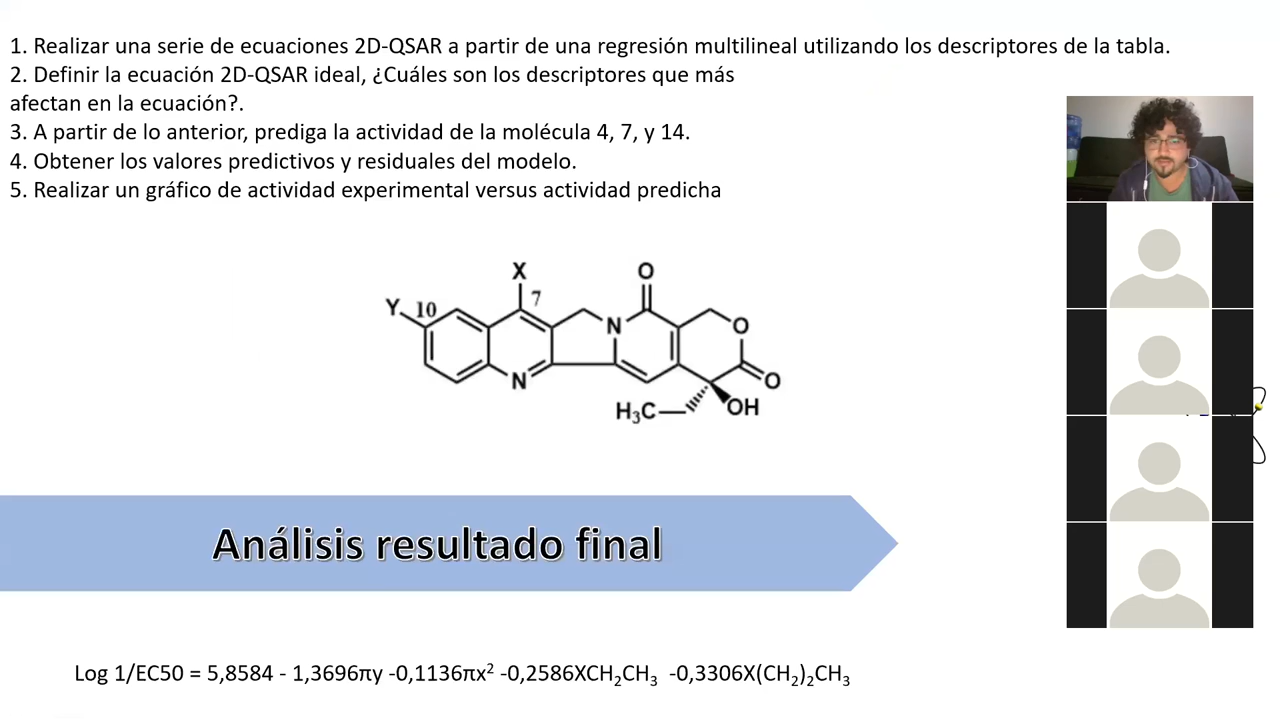 1. Realizar una serie de ecuaciones 2D-QSAR a partir de una regresión multilineal utilizando los descriptores de la tabla.
2. Definir la ecuación 2D-QSAR ideal, ¿Cuáles son los descriptores que más
afectan en la ecuación?.
3. A partir de lo anterior, prediga la actividad de la molécula 4, 7, y 14.
4. Obtener los valores predictivos y residuales del modelo.
5. Realizar un gráfico de actividad experimental versus actividad predicha
X
O
Y 10
7
N
O
N
O
H₃C
OH
Análisis resultado final
Log 1/EC50 = 5,8584 - 1,3696πy -0,1136πx² -0,2586XCH₂CH₃ -0,3306X(CH₂)₂CH₃